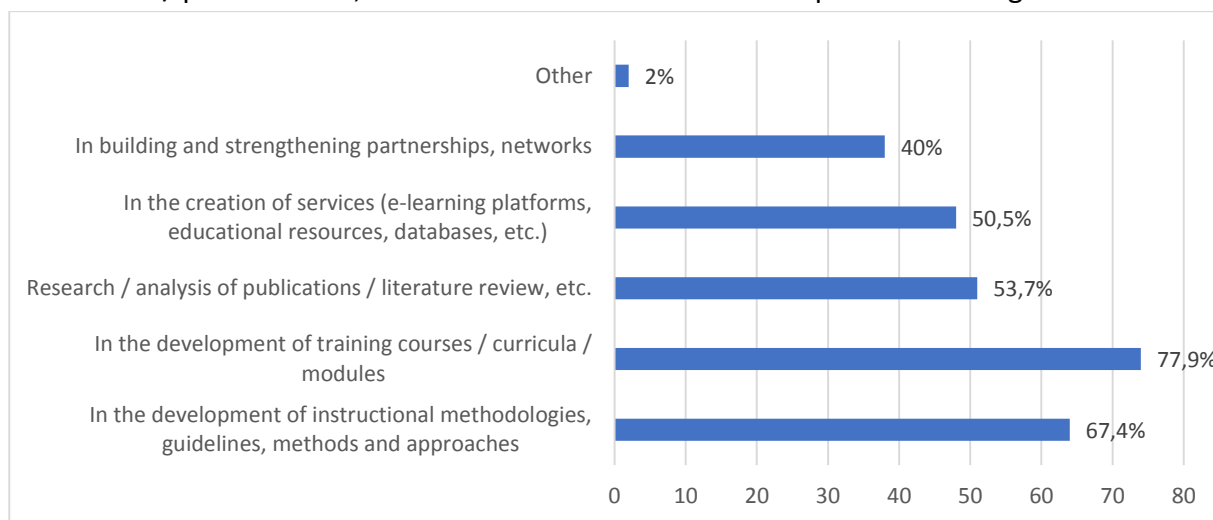 Other
2%
In building and strengthening partnerships, networks
40%
In the creation of services (e-learning platforms,
educational resources, databases, etc.)
50,5%
Research / analysis of publications / literature review, etc.
53,7%
In the development of training courses / curricula /
modules
77,9%
In the development of instructional methodologies,
guidelines, methods and approaches
67,4%
0 10 20 30 40 50 60 70 80